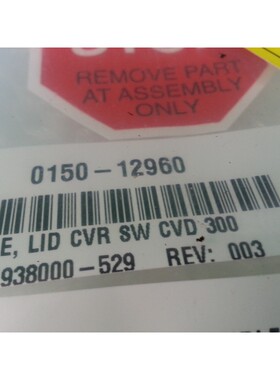 REMOVE PART
AT ASSEMBLY
ONLY
0150-12960
E, LID CVR SW CVD 300
938000-529 REV: 003